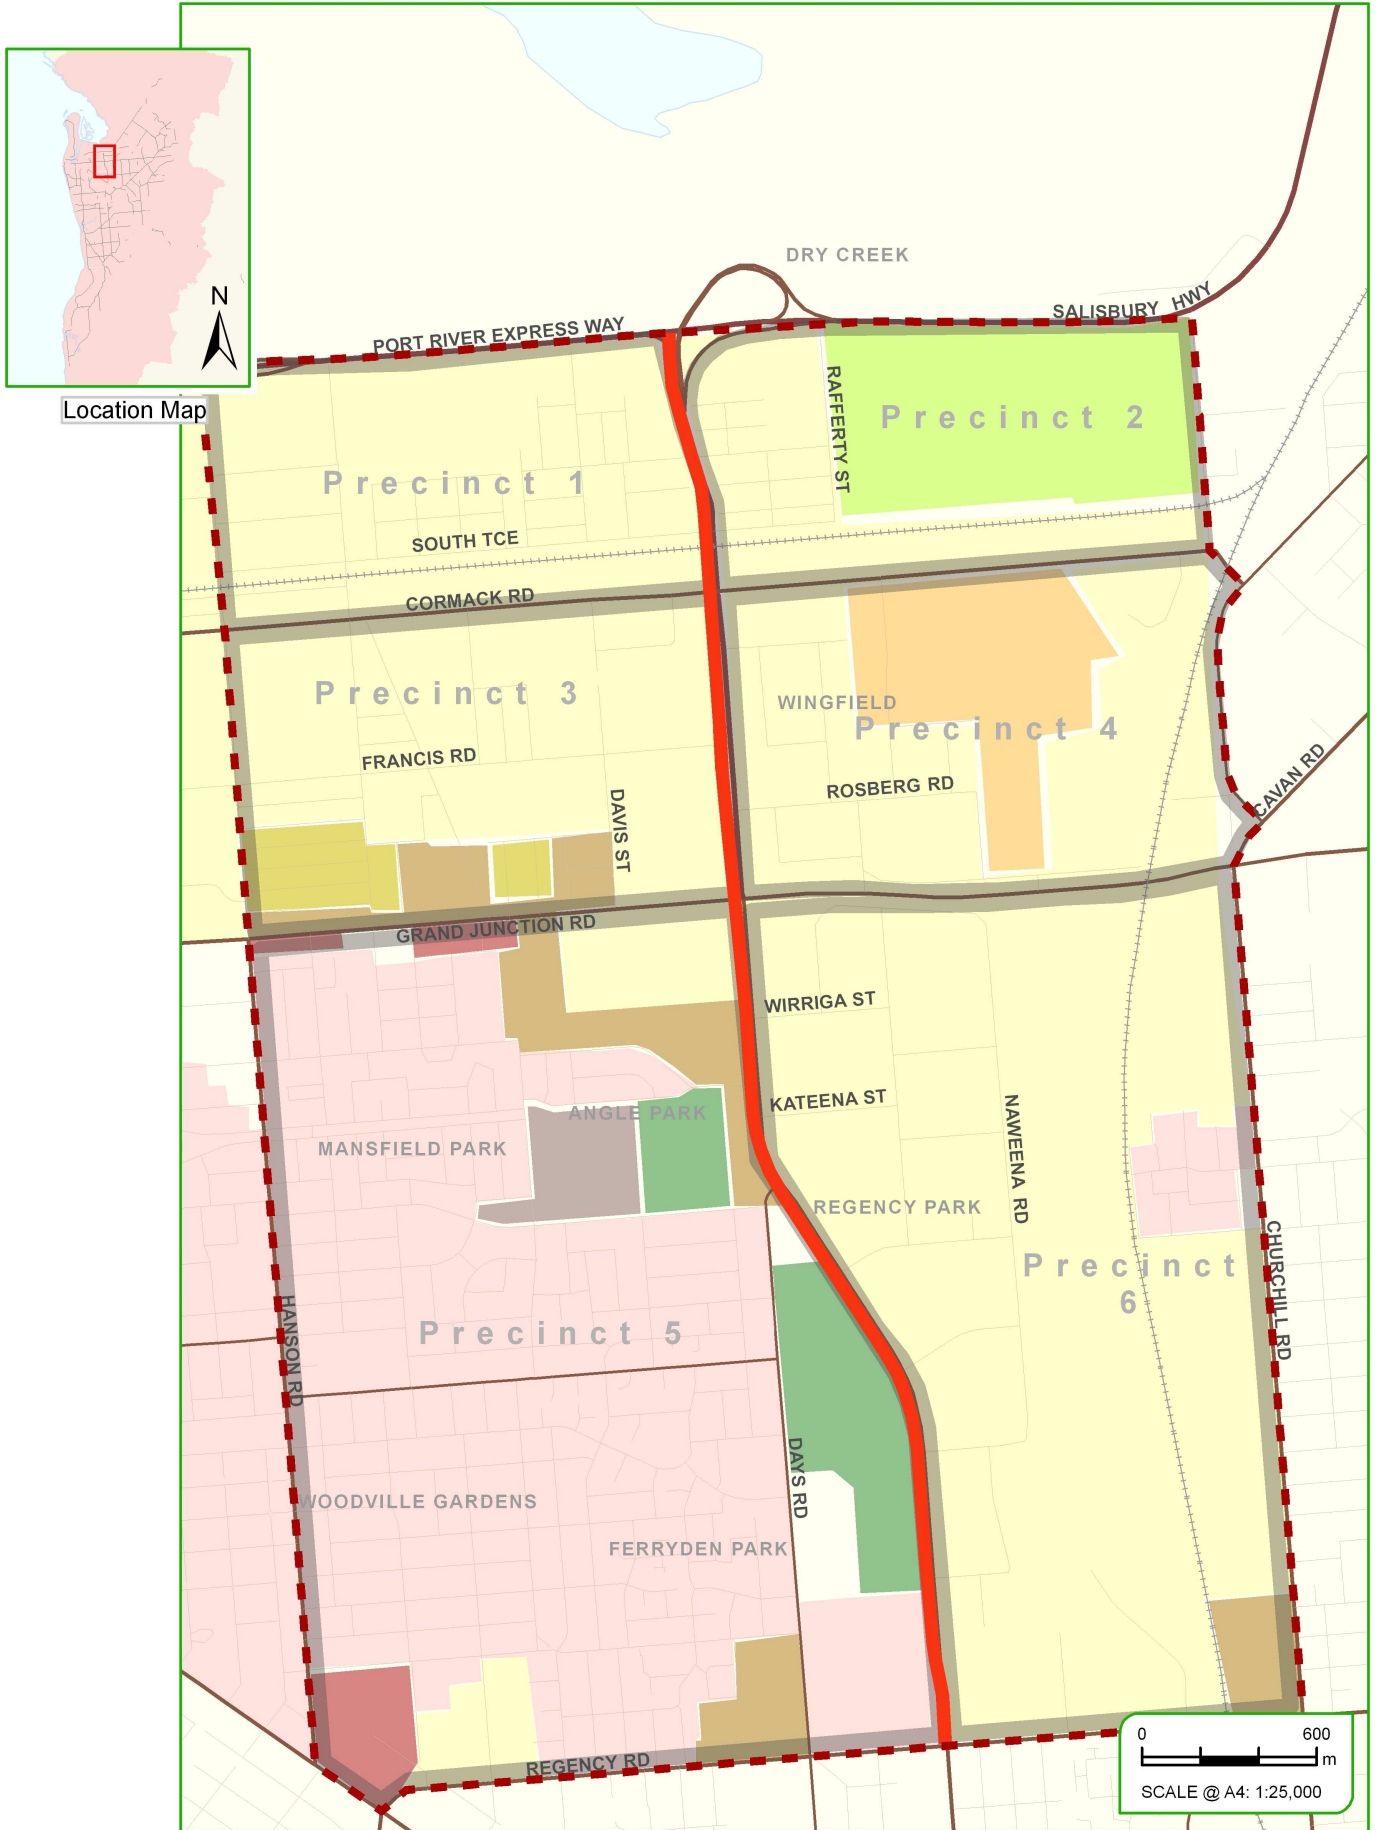 DRY CREEK
SALISBURY HWY
N
PORT RIVER EXPRESS WAY
Location Map
RAFFERTY ST
Precinct 2
Precinct 1
SOUTH TCE
CORMACK RD
Precinct 3
WINGFIELD
Precinct 4
FRANCIS RD
ROSBERG RD
CAVAN RD
DAVIS ST
GRAND JUNCTION RD
WIRRIGA ST
KATEENA ST
NAWEENA RD
ANGLE PARK
MANSFIELD PARK
REGENCY PARK
Precinct
6
CHURCHILL RD
HANSON RD
Precinct 5
DAYS RD
WOODVILLE GARDENS
FERRYDEN PARK
REGENCY RD
0 600
m
SCALE @ A4: 1:25,000